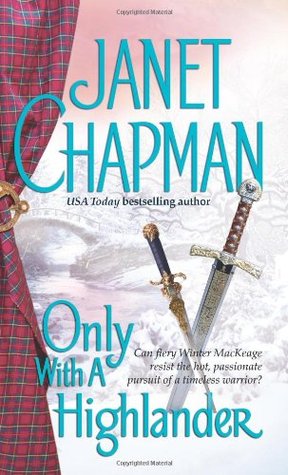 JANET
CHAPMAN
USA Today bestselling author
Only
With A
Highlander
Can fiery Winter MacKeage
resist the hot, passionate
pursuit of a timeless warrior?